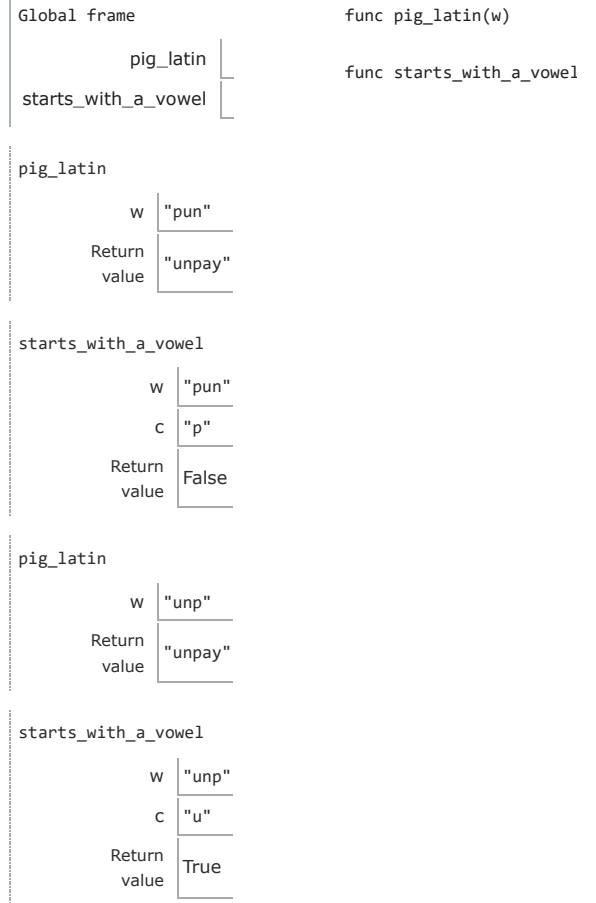 Global frame
func pig_latin(w)
pig_latin
func starts_with_a_vowel
starts_with_a_vowel
pig_latin
w "pun"
Return value "unpay"
starts_with_a_vowel
w "pun"
c "p"
Return value False
pig_latin
w "unp"
Return value "unpay"
starts_with_a_vowel
w "unp"
c "u"
Return value True